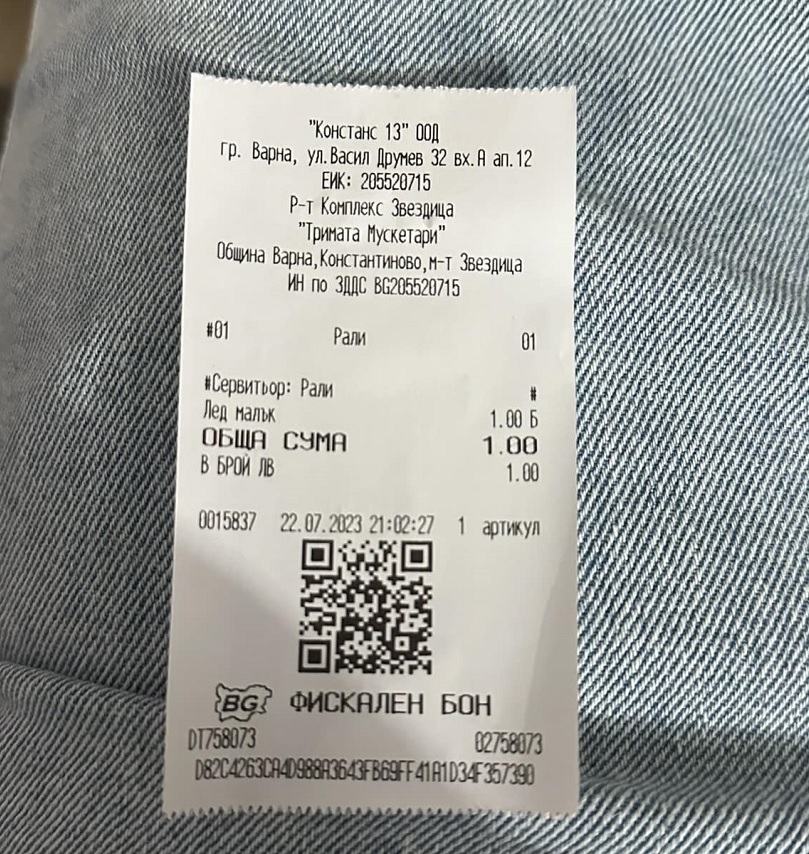 "Констанс 13" ООД
гр. Варна, ул.Васил Друмев 32 вх.А ап.12
ЕИК: 205520715
Р-т Комплекс Звездица
"Тримата Мускетари"
Община Варна,Константиново,м-т Звездица
ИН по ЗДДС BG205520715
#01 Рали 01
#Сервитьор: Рали #
Лед малък 1.00 Б
ОБЩА СУМА 1.00
В БРОЙ ЛВ 1.00
0015837 22.07.2023 21:02:27 1 артикул
BG ФИСКАЛЕН БОН
DT758073 02758073
D82C4263CA4D988A3643FB69FF41A1D34F357390